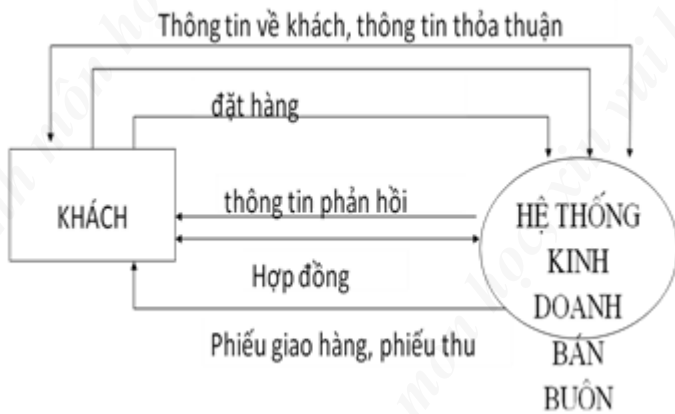 Thông tin về khách, thông tin thỏa thuận
đặt hàng
KHÁCH
thông tin phản hồi
Hợp đồng
Phiếu giao hàng, phiếu thu
HỆ THỐNG
KINH
DOANH
BÁN
BUÔN